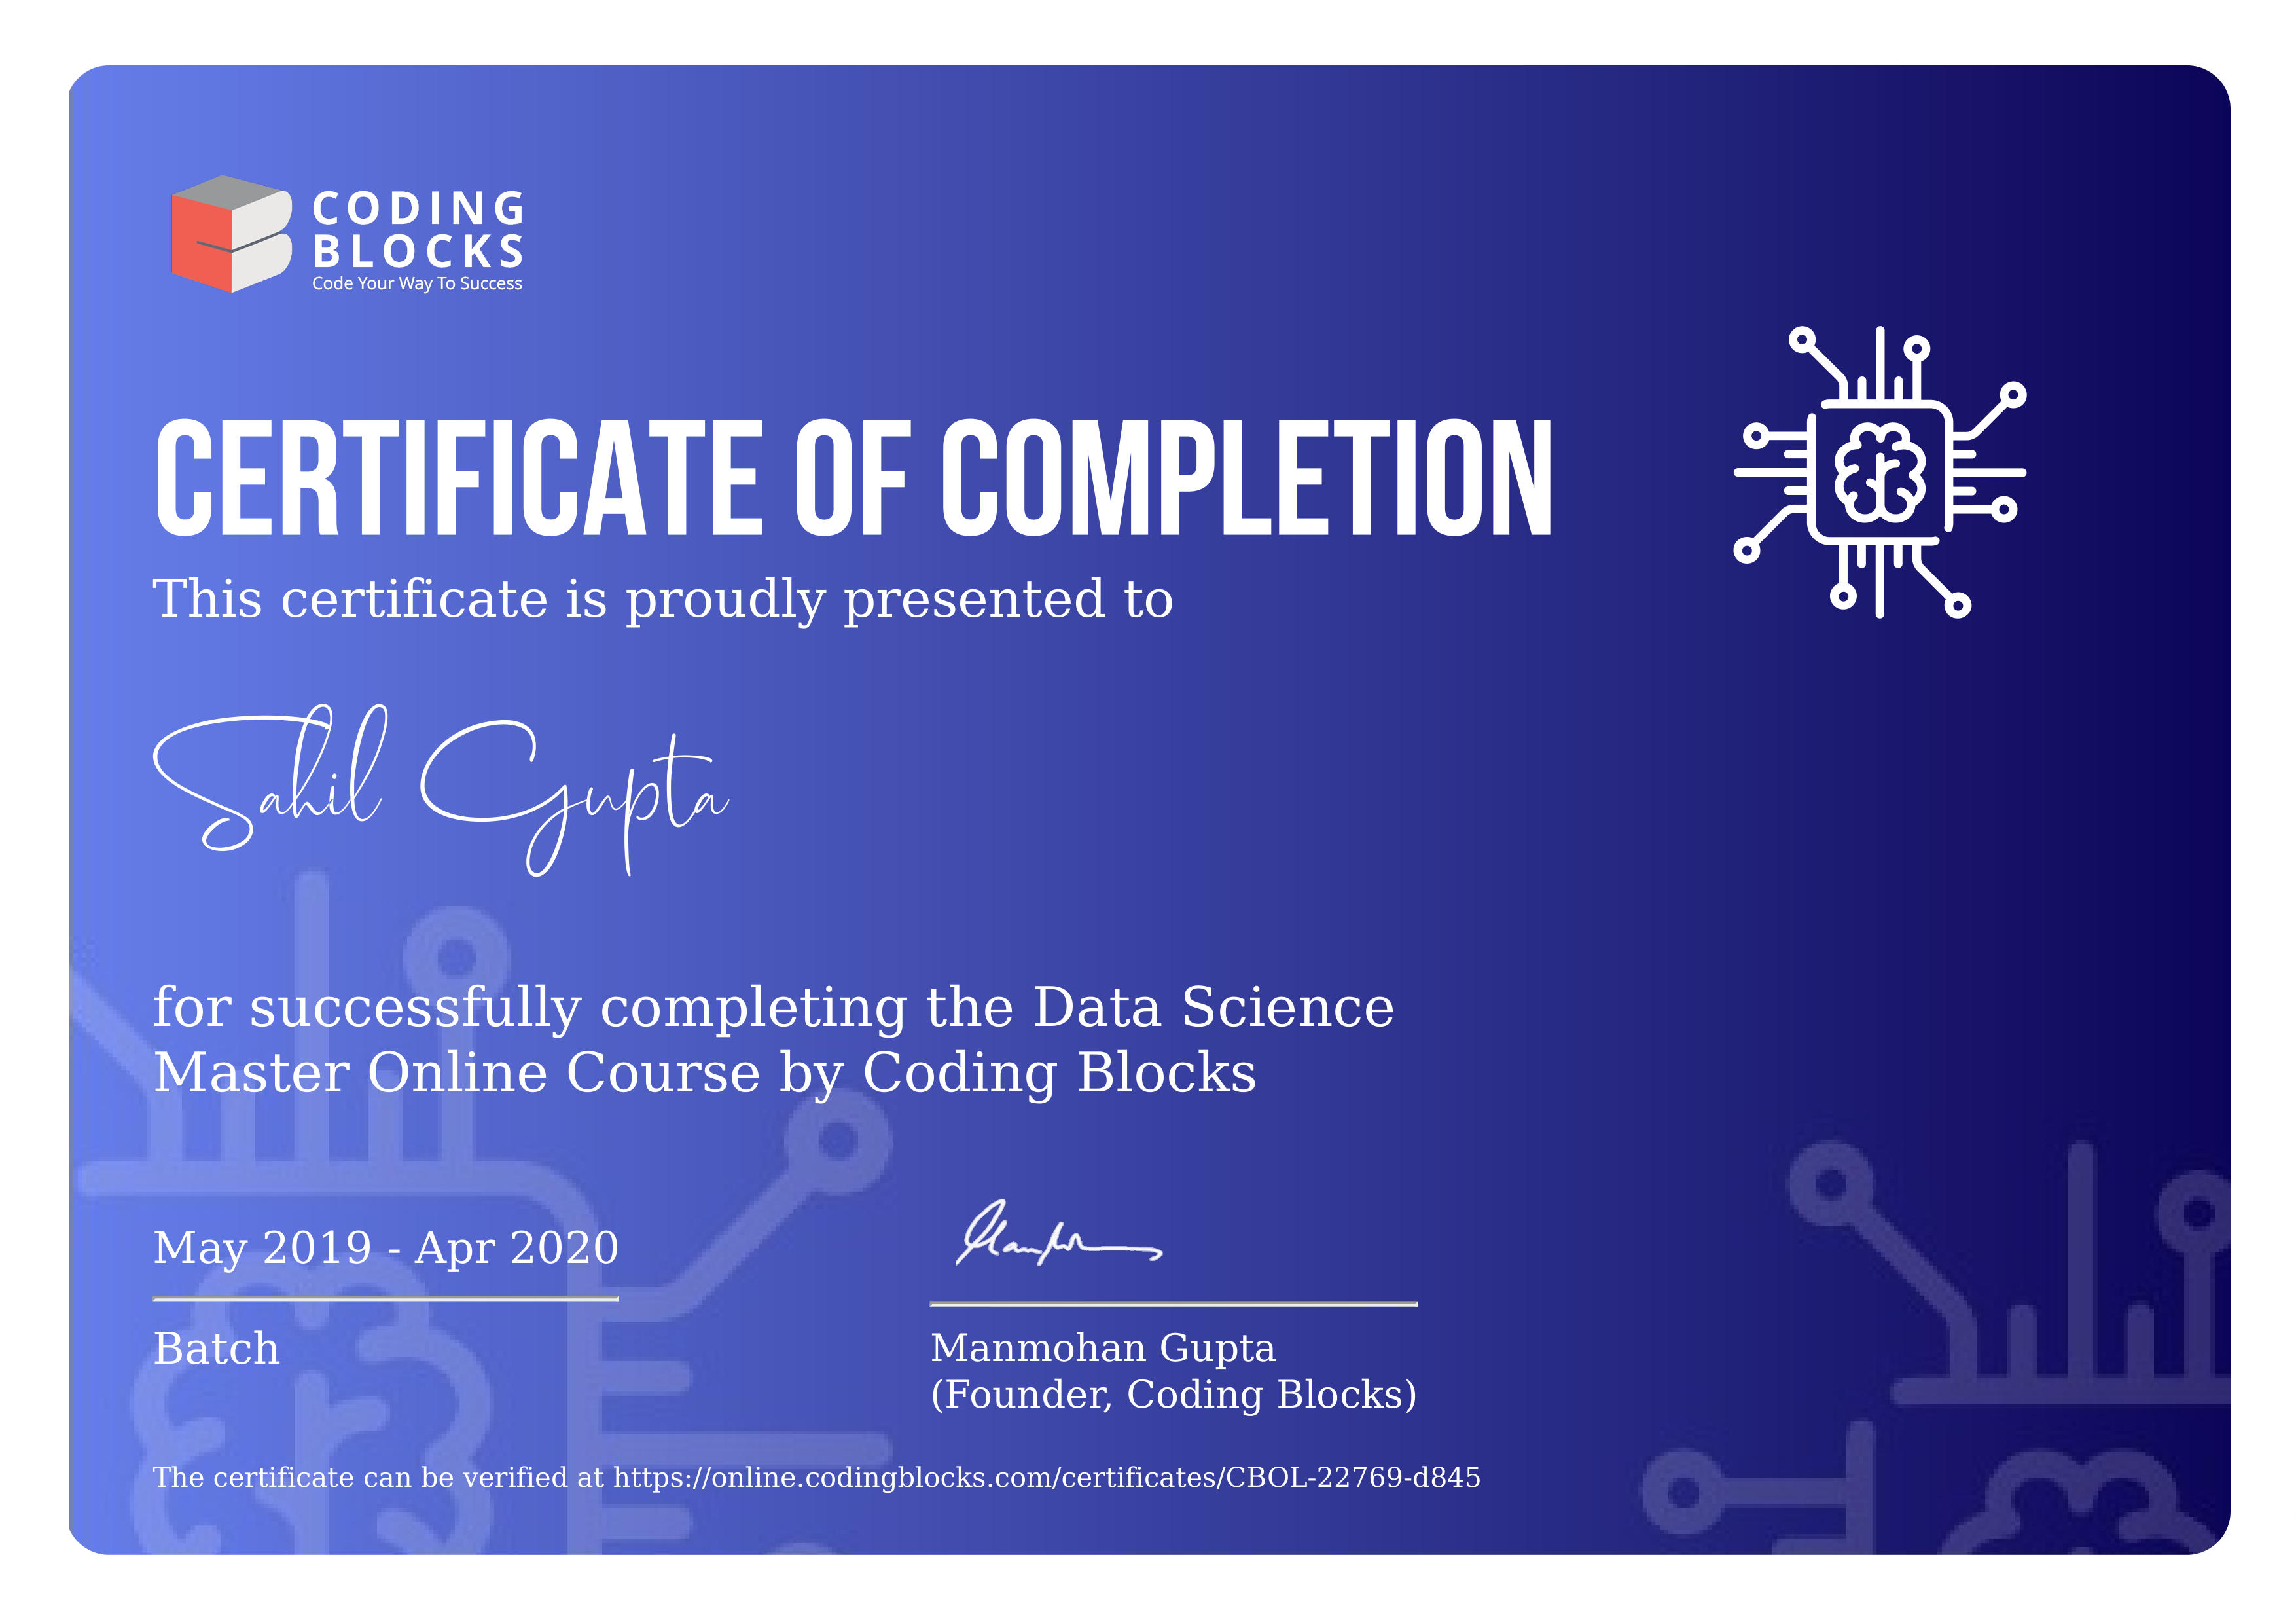 CODING
BLOCKS
Code Your Way To Success
CERTIFICATE OF COMPLETION
This certificate is proudly presented to
Sahil Gupta
for successfully completing the Data Science
Master Online Course by Coding Blocks
May 2019 - Apr 2020
Batch
Manmohan Gupta
(Founder, Coding Blocks)
The certificate can be verified at https://online.codingblocks.com/certificates/CBOL-22769-d845